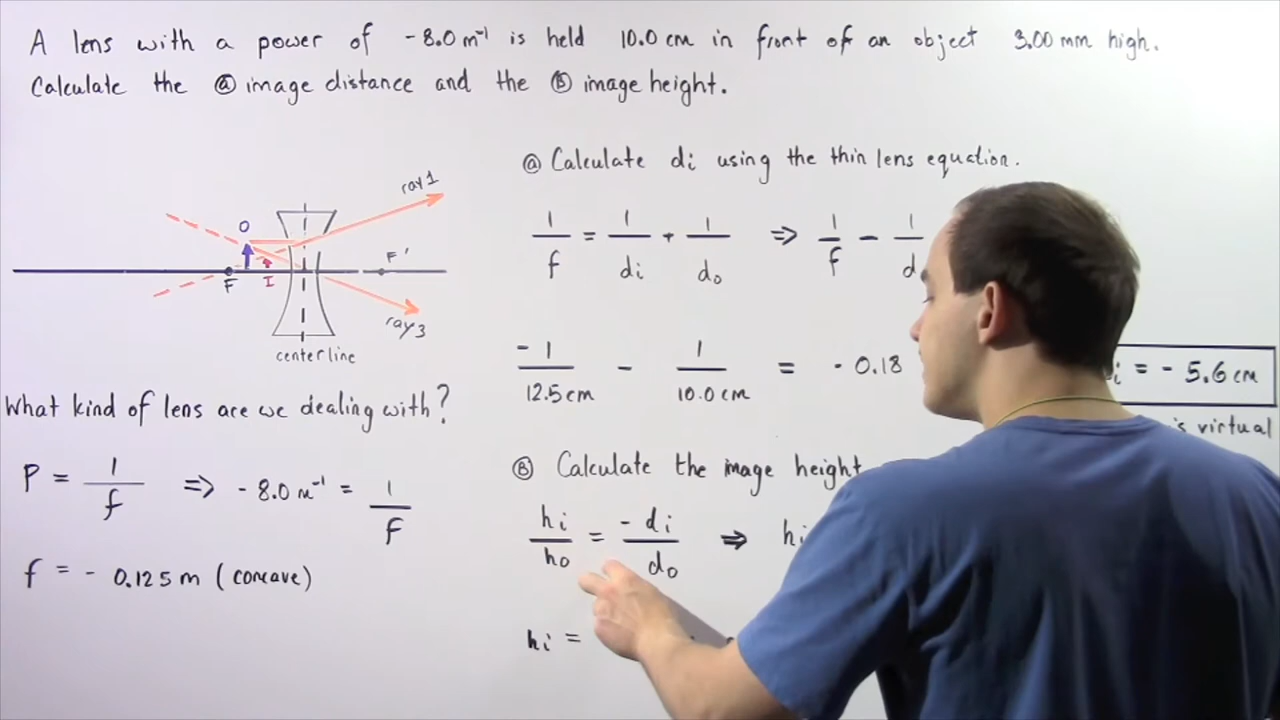 A lens with a power of -8.0 m⁻¹ is held 10.0 cm in front of an object 3.00 mm high.
Calculate the ⓐ image distance and the Ⓑ image height.
ray 1
O
F'
F
I
ray 3
center line
What kind of lens are we dealing with?
P = 1/f ⇒ -8.0 m⁻¹ = 1/f
f = - 0.125 m (concave)
ⓐ Calculate di using the thin lens equation.
1/f = 1/di + 1/do ⇒ 1/f - 1/d
-1/12.5 cm - 1/10.0 cm = -0.18
i = - 5.6 cm
is virtual
Ⓑ Calculate the image height
hi/ho = -di/do ⇒ hi
hi =